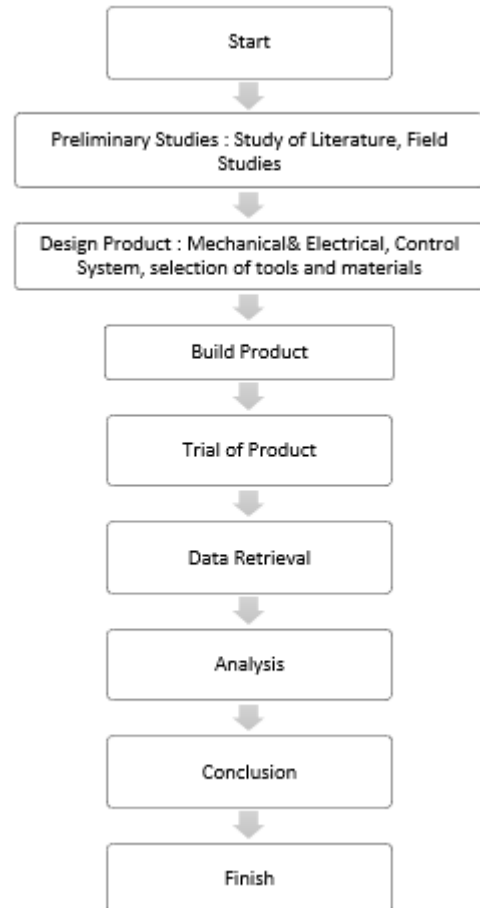 Start
Preliminary Studies : Study of Literature, Field
Studies
Design Product : Mechanical& Electrical, Control
System, selection of tools and materials
Build Product
Trial of Product
Data Retrieval
Analysis
Conclusion
Finish